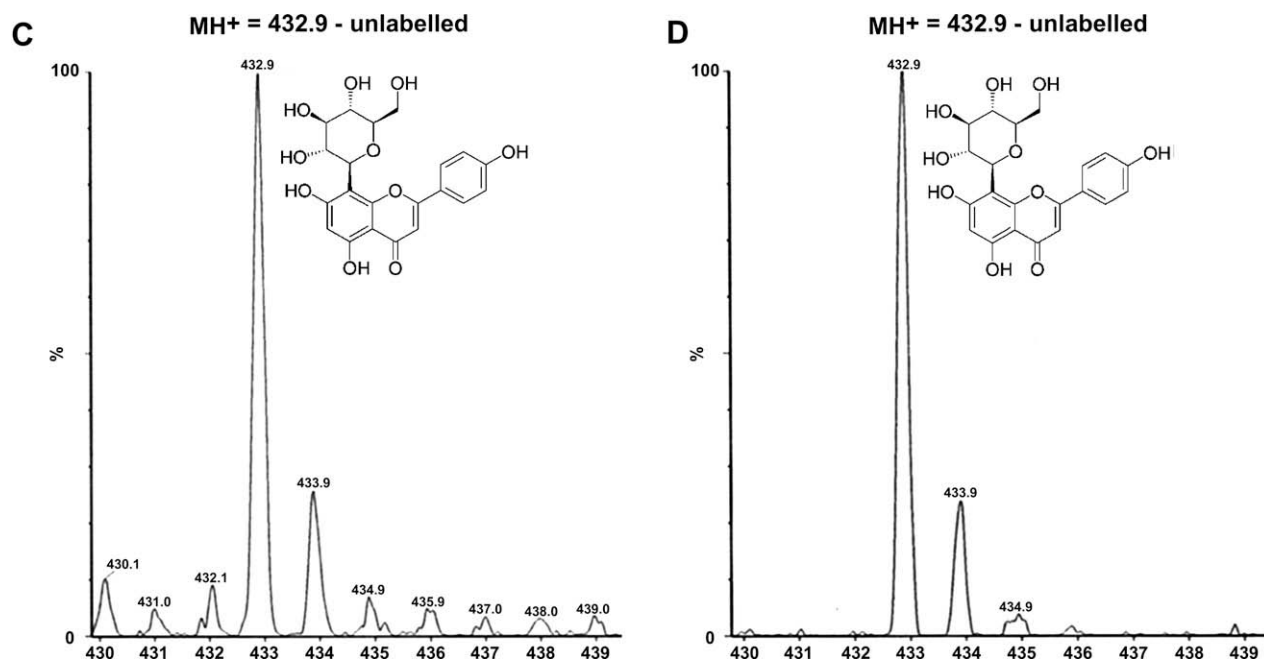 C
MH+ = 432.9 - unlabelled
100
%
0
432.9
433.9
430.1
431.0
432.1
434.9
435.9
437.0
438.0
439.0
OH
OH
HO
HO
O
OH
HO
O
OH
O
430 431 432 433 434 435 436 437 438 439
D
MH+ = 432.9 - unlabelled
100
%
0
432.9
433.9
434.9
OH
OH
HO
HO
O
OH
HO
O
OH
O
430 431 432 433 434 435 436 437 438 439